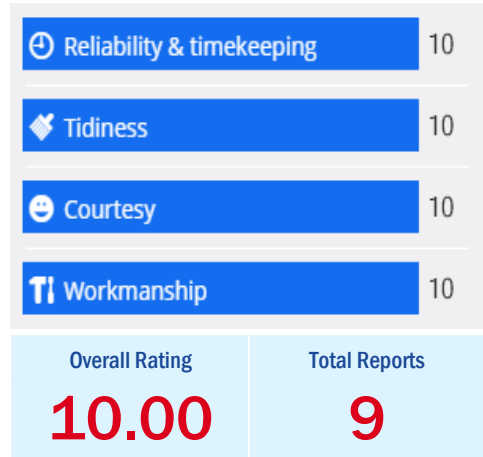 Reliability & timekeeping 10
Tidiness 10
Courtesy 10
Workmanship 10
Overall Rating Total Reports
10.00 9